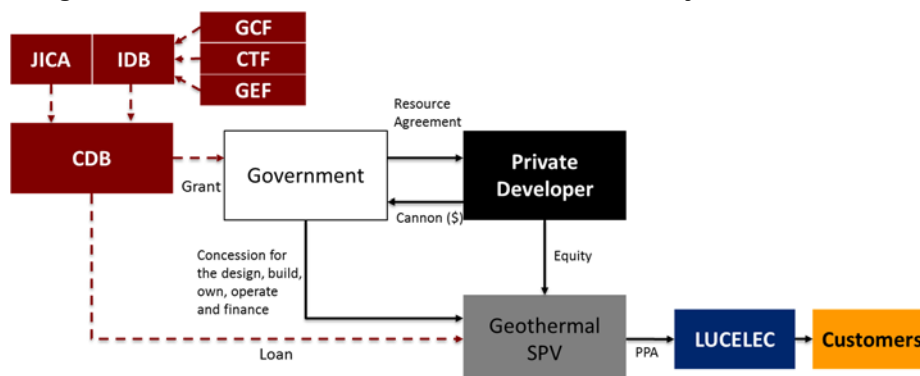 GCF
JICA
IDB
CTF
GEF
Resource
Agreement
CDB
Government
Private
Developer
Grant
Cannon ($)
Concession for
the design, build,
own, operate
and finance
Equity
Geothermal
SPV
LUCELEC
Customers
PPA
Loan